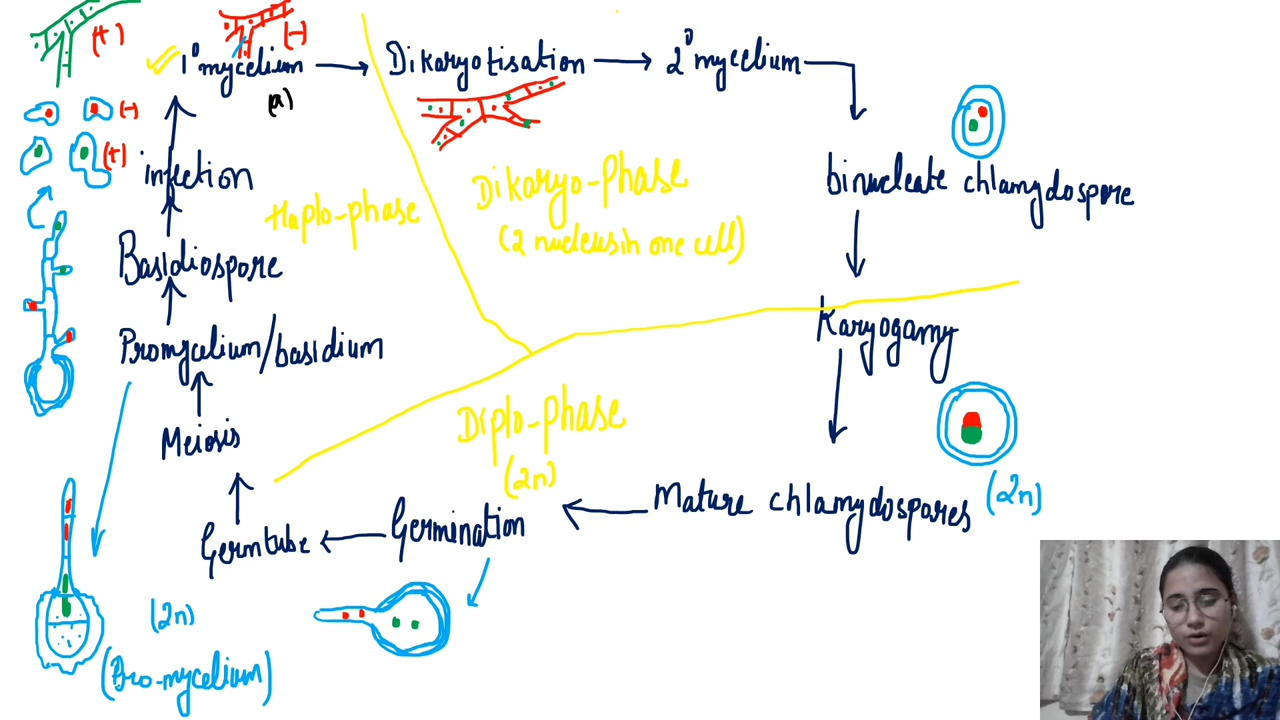 (+)
(-)
1° mycelium
(a)
Dikaryotisation
2° mycelium
(-)
(+)
infection
Haplo-phase
Dikaryo-Phase
(2 nucleus in one cell)
binucleate chlamydospore
Basidiospore
Promycelium/basidium
Karyogamy
Diplo-phase
(2n)
Meiosis
Mature chlamydospores
(2n)
Germination
Germtube
(2n)
(Pro-mycelium)